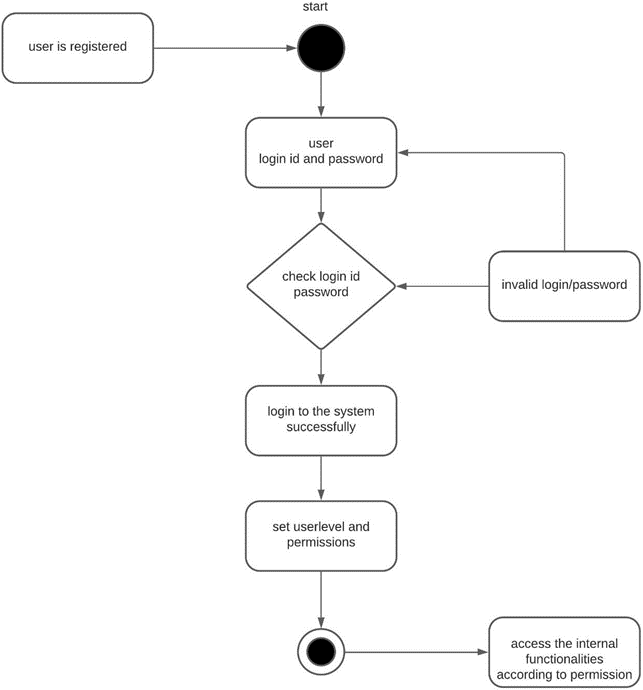 start
user is registered
user
login id and password
check login id
password
invalid login/password
login to the system
successfully
set userlevel and
permissions
access the internal
functionalities
according to permission